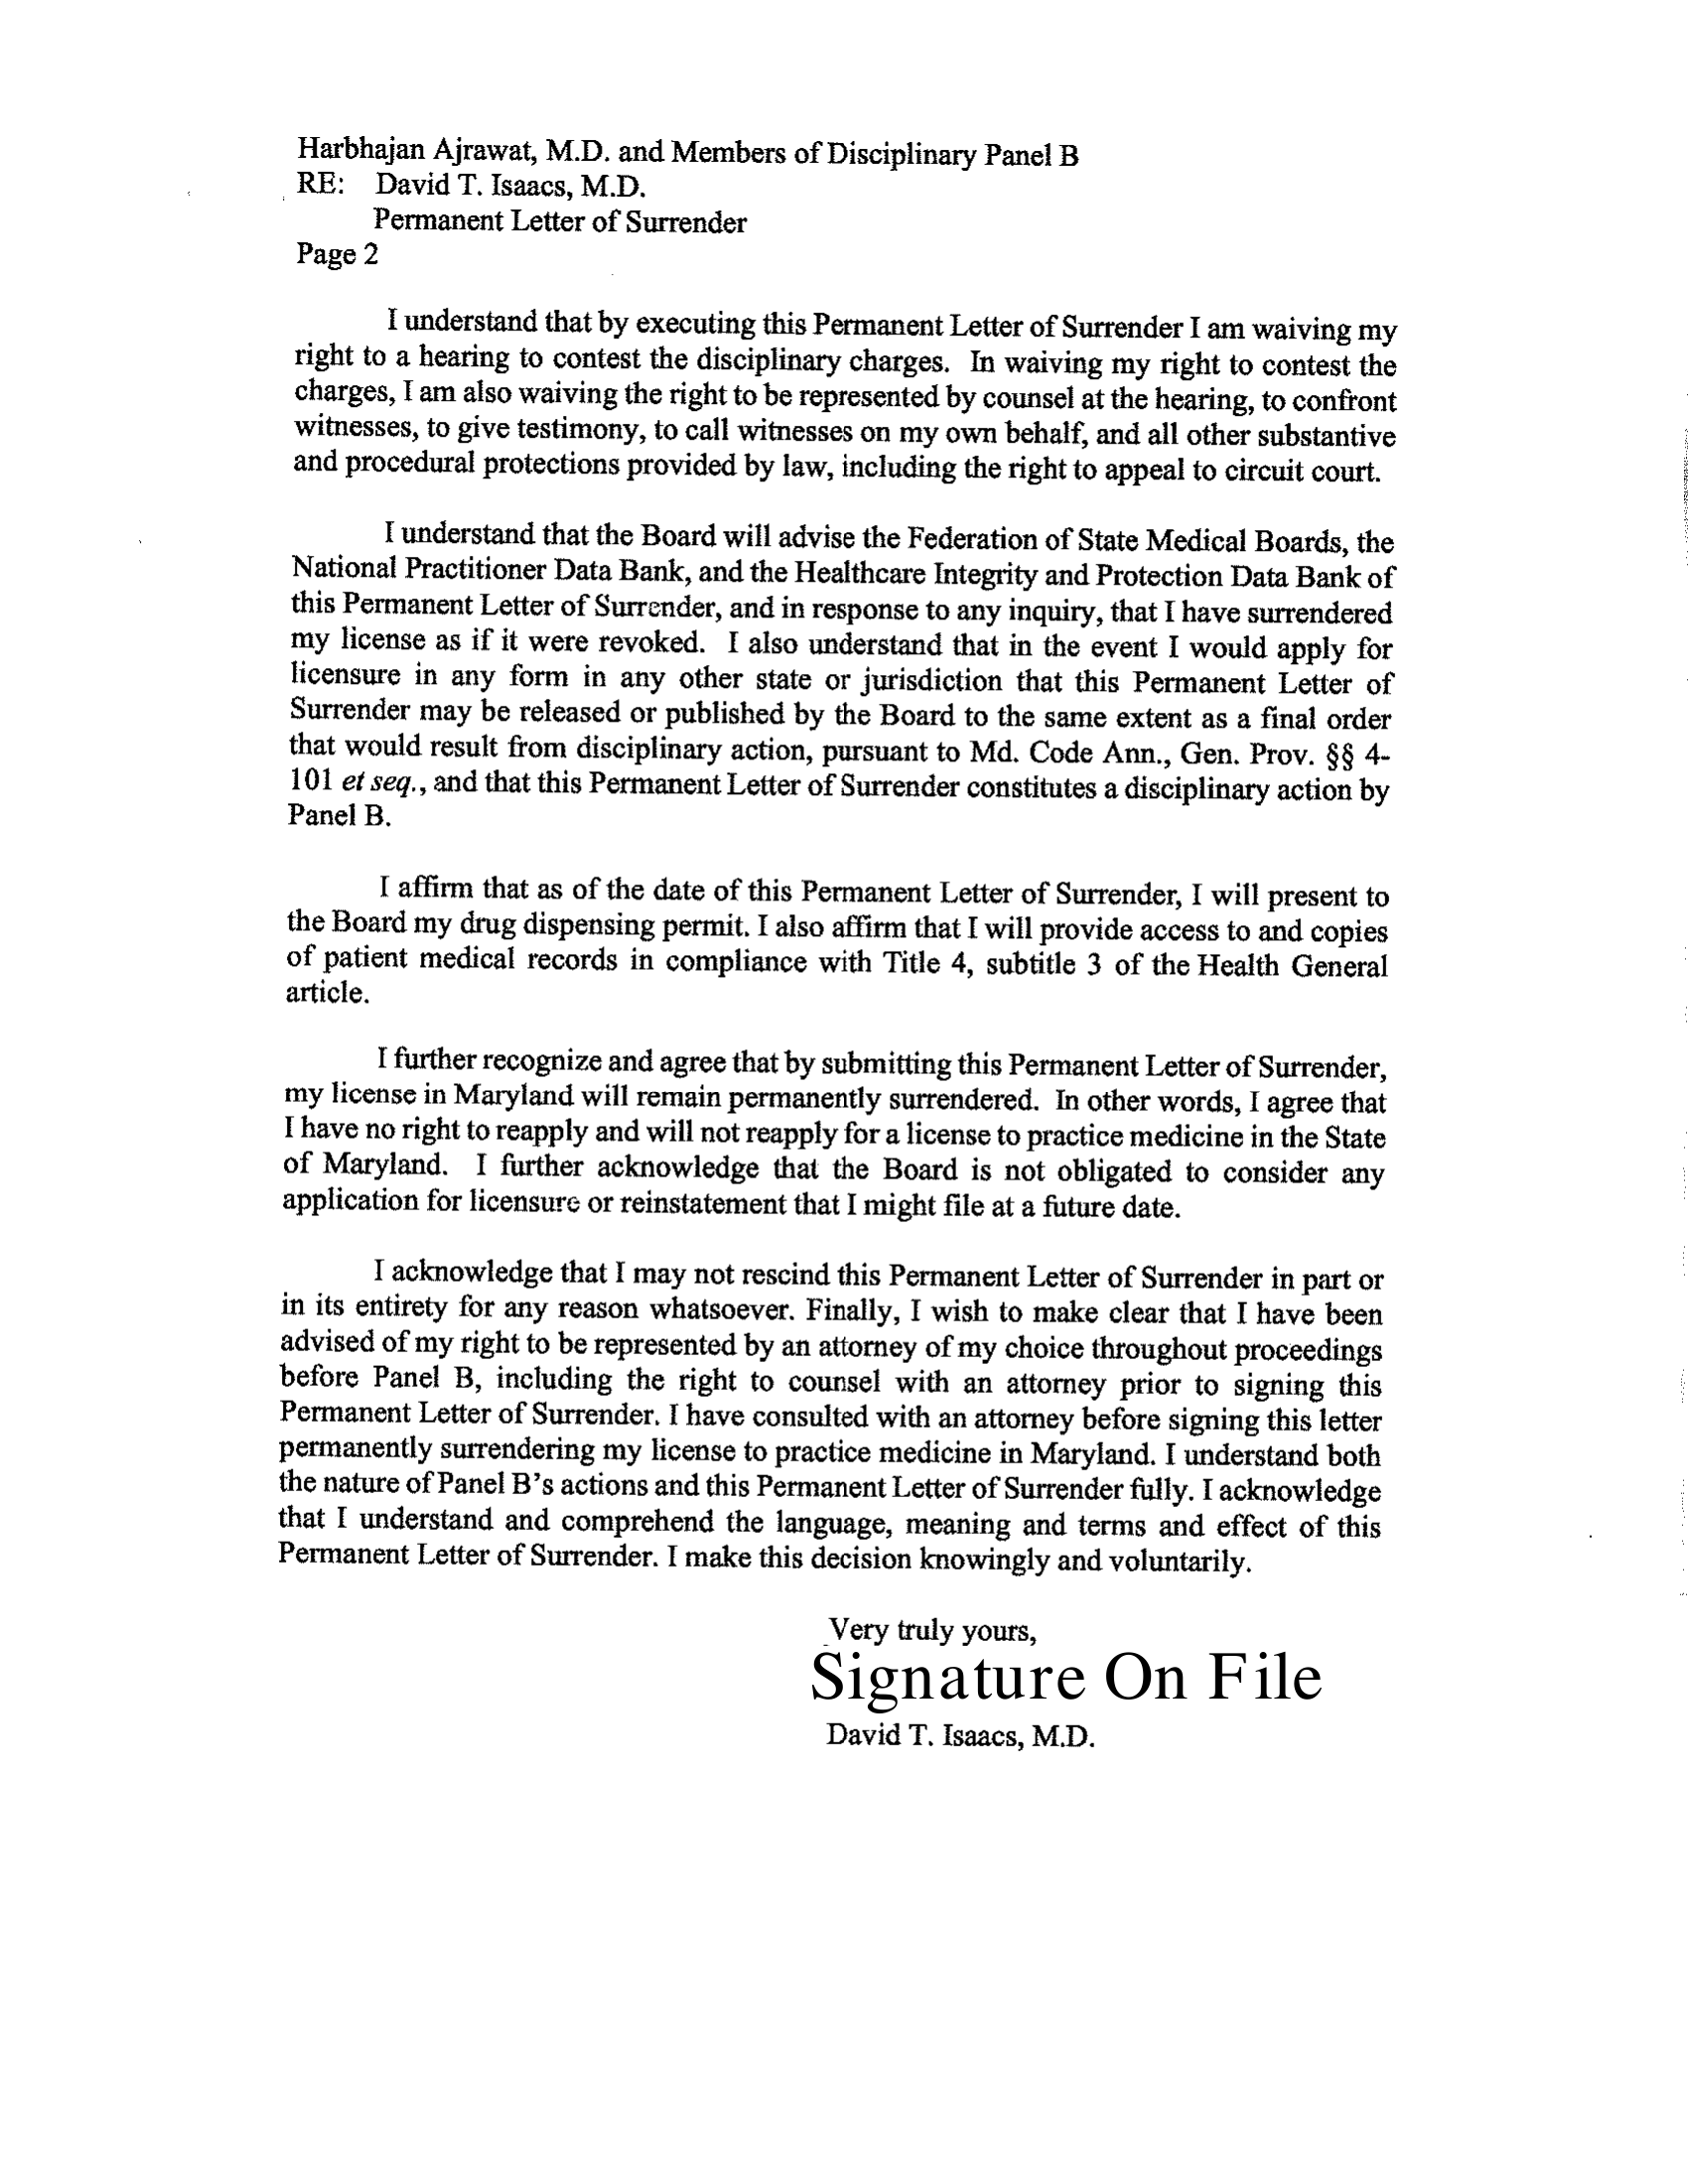 Harbhajan Ajrawat, M.D. and Members of Disciplinary Panel B
RE: David T. Isaacs, M.D.
Permanent Letter of Surrender
Page 2
I understand that by executing this Permanent Letter of Surrender I am waiving my
right to a hearing to contest the disciplinary charges. In waiving my right to contest the
charges, I am also waiving the right to be represented by counsel at the hearing, to confront
witnesses, to give testimony, to call witnesses on my own behalf, and all other substantive
and procedural protections provided by law, including the right to appeal to circuit court.
I understand that the Board will advise the Federation of State Medical Boards, the
National Practitioner Data Bank, and the Healthcare Integrity and Protection Data Bank of
this Permanent Letter of Surrender, and in response to any inquiry, that I have surrendered
my license as if it were revoked. I also understand that in the event I would apply for
licensure in any form in any other state or jurisdiction that this Permanent Letter of
Surrender may be released or published by the Board to the same extent as a final order
that would result from disciplinary action, pursuant to Md. Code Ann., Gen. Prov. §§ 4-
101 et seq., and that this Permanent Letter of Surrender constitutes a disciplinary action by
Panel B.
I affirm that as of the date of this Permanent Letter of Surrender, I will present to
the Board my drug dispensing permit. I also affirm that I will provide access to and copies
of patient medical records in compliance with Title 4, subtitle 3 of the Health General
article.
I further recognize and agree that by submitting this Permanent Letter of Surrender,
my license in Maryland will remain permanently surrendered. In other words, I agree that
I have no right to reapply and will not reapply for a license to practice medicine in the State
of Maryland. I further acknowledge that the Board is not obligated to consider any
application for licensure or reinstatement that I might file at a future date.
I acknowledge that I may not rescind this Permanent Letter of Surrender in part or
in its entirety for any reason whatsoever. Finally, I wish to make clear that I have been
advised of my right to be represented by an attorney of my choice throughout proceedings
before Panel B, including the right to counsel with an attorney prior to signing this
Permanent Letter of Surrender. I have consulted with an attorney before signing this letter
permanently surrendering my license to practice medicine in Maryland. I understand both
the nature of Panel B's actions and this Permanent Letter of Surrender fully. I acknowledge
that I understand and comprehend the language, meaning and terms and effect of this
Permanent Letter of Surrender. I make this decision knowingly and voluntarily.
Very truly yours,
Signature On File
David T. Isaacs, M.D.